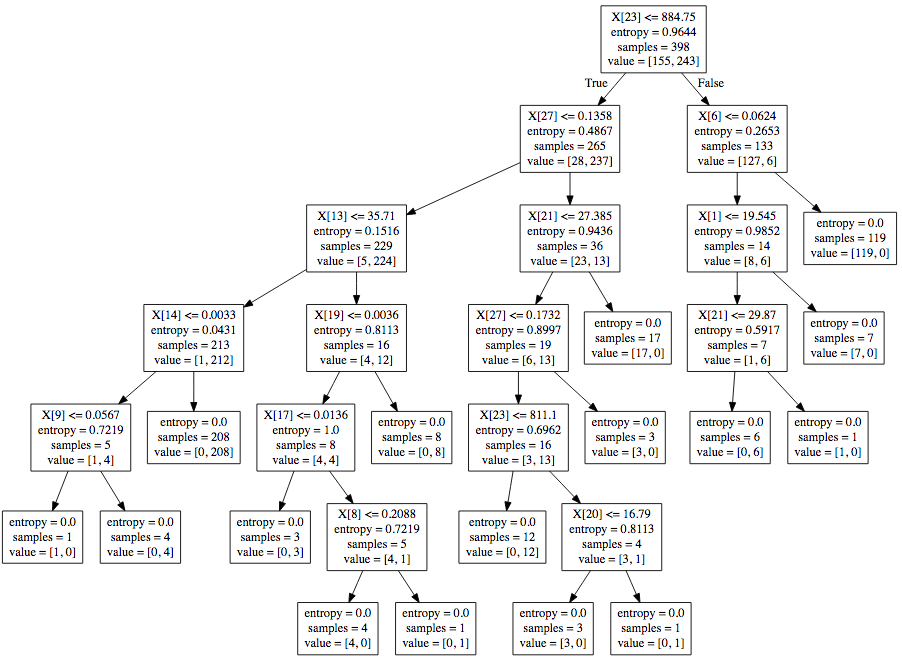 X[23] <= 884.75
entropy = 0.9644
samples = 398
value = [155, 243]
True
False
X[27] <= 0.1358
entropy = 0.4867
samples = 265
value = [28, 237]
X[6] <= 0.0624
entropy = 0.2653
samples = 133
value = [127, 6]
X[13] <= 35.71
entropy = 0.1516
samples = 229
value = [5, 224]
X[21] <= 27.385
entropy = 0.9436
samples = 36
value = [23, 13]
X[1] <= 19.545
entropy = 0.9852
samples = 14
value = [8, 6]
entropy = 0.0
samples = 119
value = [119, 0]
X[14] <= 0.0033
entropy = 0.0431
samples = 213
value = [1, 212]
X[19] <= 0.0036
entropy = 0.8113
samples = 16
value = [4, 12]
X[27] <= 0.1732
entropy = 0.8997
samples = 19
value = [6, 13]
entropy = 0.0
samples = 17
value = [17, 0]
X[21] <= 29.87
entropy = 0.5917
samples = 7
value = [1, 6]
entropy = 0.0
samples = 7
value = [7, 0]
X[9] <= 0.0567
entropy = 0.7219
samples = 5
value = [1, 4]
entropy = 0.0
samples = 208
value = [0, 208]
X[17] <= 0.0136
entropy = 1.0
samples = 8
value = [4, 4]
entropy = 0.0
samples = 8
value = [0, 8]
X[23] <= 811.1
entropy = 0.6962
samples = 16
value = [3, 13]
entropy = 0.0
samples = 3
value = [3, 0]
entropy = 0.0
samples = 6
value = [0, 6]
entropy = 0.0
samples = 1
value = [1, 0]
entropy = 0.0
samples = 1
value = [1, 0]
entropy = 0.0
samples = 4
value = [0, 4]
entropy = 0.0
samples = 3
value = [0, 3]
X[8] <= 0.2088
entropy = 0.7219
samples = 5
value = [4, 1]
entropy = 0.0
samples = 12
value = [0, 12]
X[20] <= 16.79
entropy = 0.8113
samples = 4
value = [3, 1]
entropy = 0.0
samples = 4
value = [4, 0]
entropy = 0.0
samples = 1
value = [0, 1]
entropy = 0.0
samples = 3
value = [3, 0]
entropy = 0.0
samples = 1
value = [0, 1]